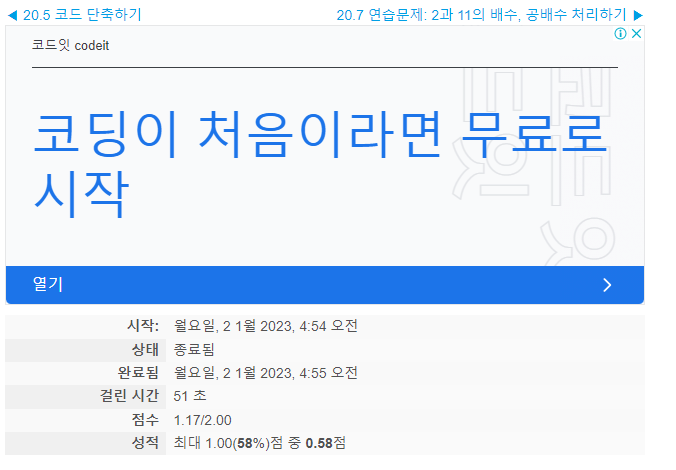 ◀ 20.5 코드 단축하기 20.7 연습문제: 2과 11의 배수, 공배수 처리하기 ▶
코드잇 codeit
코딩이 처음이라면 무료로
시작
열기
시작: 월요일, 2 1월 2023, 4:54 오전
상태 종료됨
완료됨 월요일, 2 1월 2023, 4:55 오전
걸린 시간 51 초
점수 1.17/2.00
성적 최대 1.00(58%)점 중 0.58점